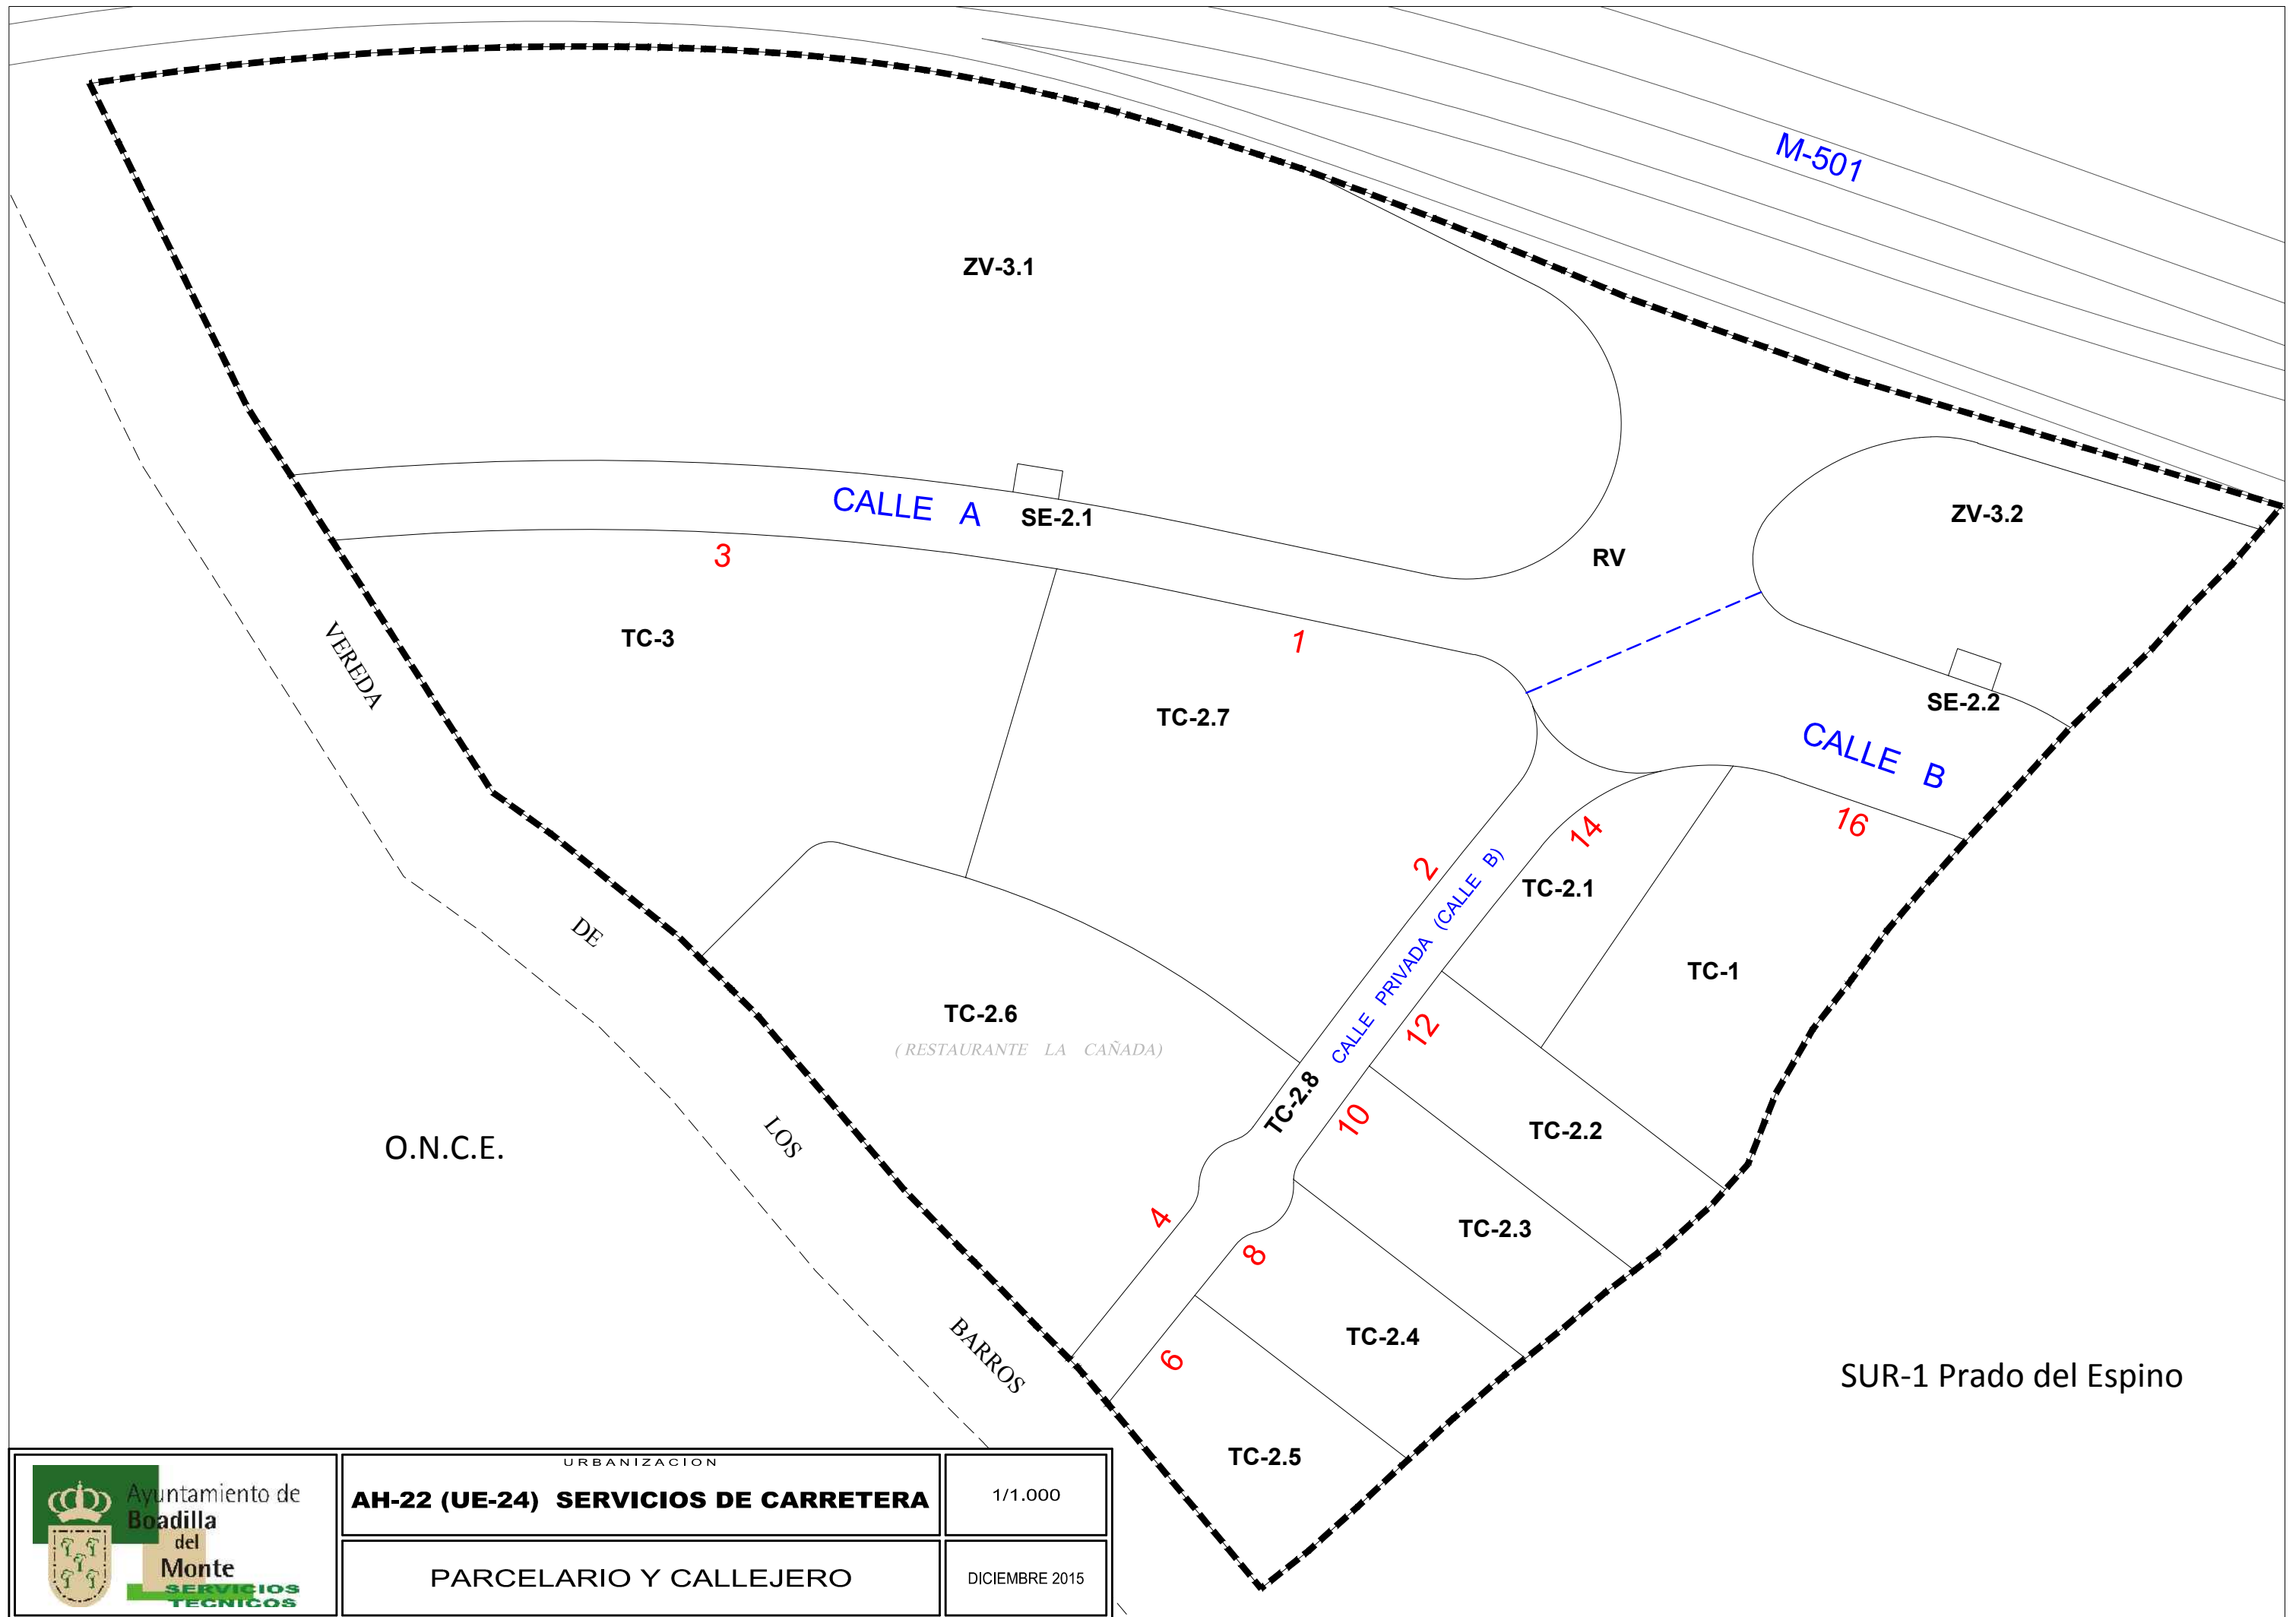 M-501
ZV-3.1
CALLE A
SE-2.1
ZV-3.2
RV
3
1
TC-3
VEREDA
TC-2.7
SE-2.2
CALLE B
16
14
2
CALLE PRIVADA (CALLE B)
TC-2.1
DE
TC-1
TC-2.6
(RESTAURANTE LA CAÑADA)
12
TC-2.8
10
TC-2.2
LOS
O.N.C.E.
4
TC-2.3
8
BARROS
TC-2.4
6
SUR-1 Prado del Espino
TC-2.5
Ayuntamiento de
Boadilla
del
Monte
SERVICIOS
TECNICOS
URBANIZACION
AH-22 (UE-24) SERVICIOS DE CARRETERA
1/1.000
PARCELARIO Y CALLEJERO
DICIEMBRE 2015